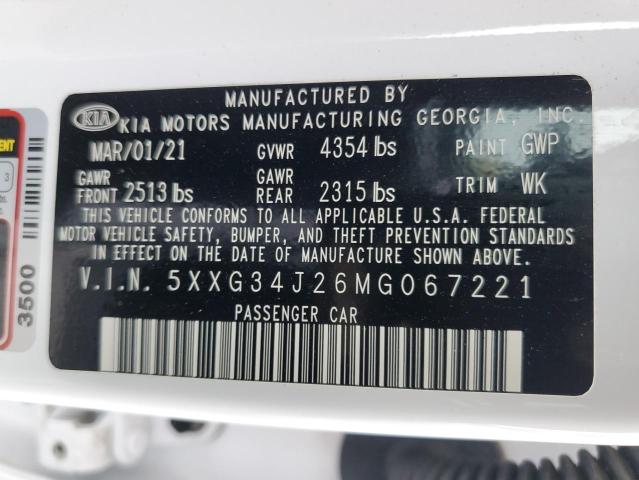 MANUFACTURED BY
KIA KIA MOTORS MANUFACTURING GEORGIA, INC.
MAR/01/21 GVWR 4354 lbs PAINT GWP
GAWR FRONT 2513 lbs GAWR REAR 2315 lbs TRIM WK
THIS VEHICLE CONFORMS TO ALL APPLICABLE U.S.A. FEDERAL
MOTOR VEHICLE SAFETY, BUMPER, AND THEFT PREVENTION STANDARDS
IN EFFECT ON THE DATE OF MANUFACTURE SHOWN ABOVE.
V.I.N. 5XXG34J26MG067221
PASSENGER CAR
3500
3